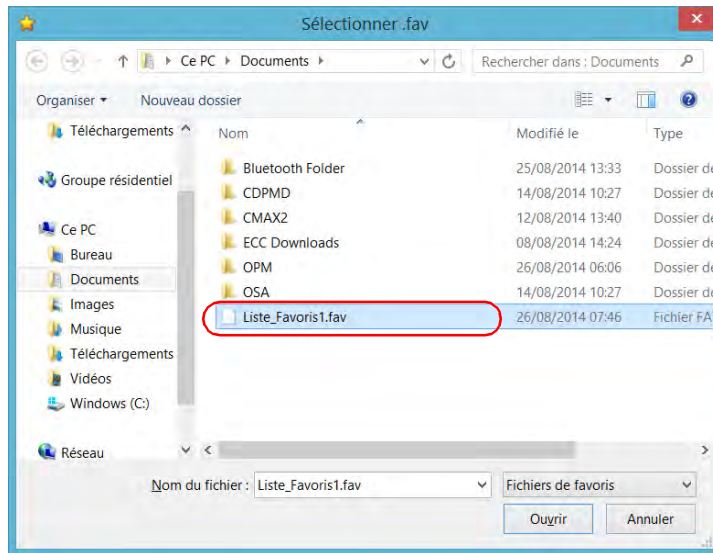 Sélectionner .fav
Ce PC Documents
Rechercher dans : Documents
Organiser Nouveau dossier
Téléchargements
Groupe résidentiel
Ce PC
Bureau
Documents
Images
Musique
Téléchargements
Vidéos
Windows (C:)
Réseau
Nom Modifié le Type
Bluetooth Folder 25/08/2014 13:33 Dossier de
CDPMD 14/08/2014 10:27 Dossier de
CMAX2 12/08/2014 13:40 Dossier de
ECC Downloads 08/08/2014 14:24 Dossier de
OPM 26/08/2014 06:06 Dossier de
OSA 14/08/2014 10:27 Dossier de
Liste_Favoris1.fav 26/08/2014 07:46 Fichier FA
Nom du fichier : Liste_Favoris1.fav Fichiers de favoris
Ouvrir Annuler